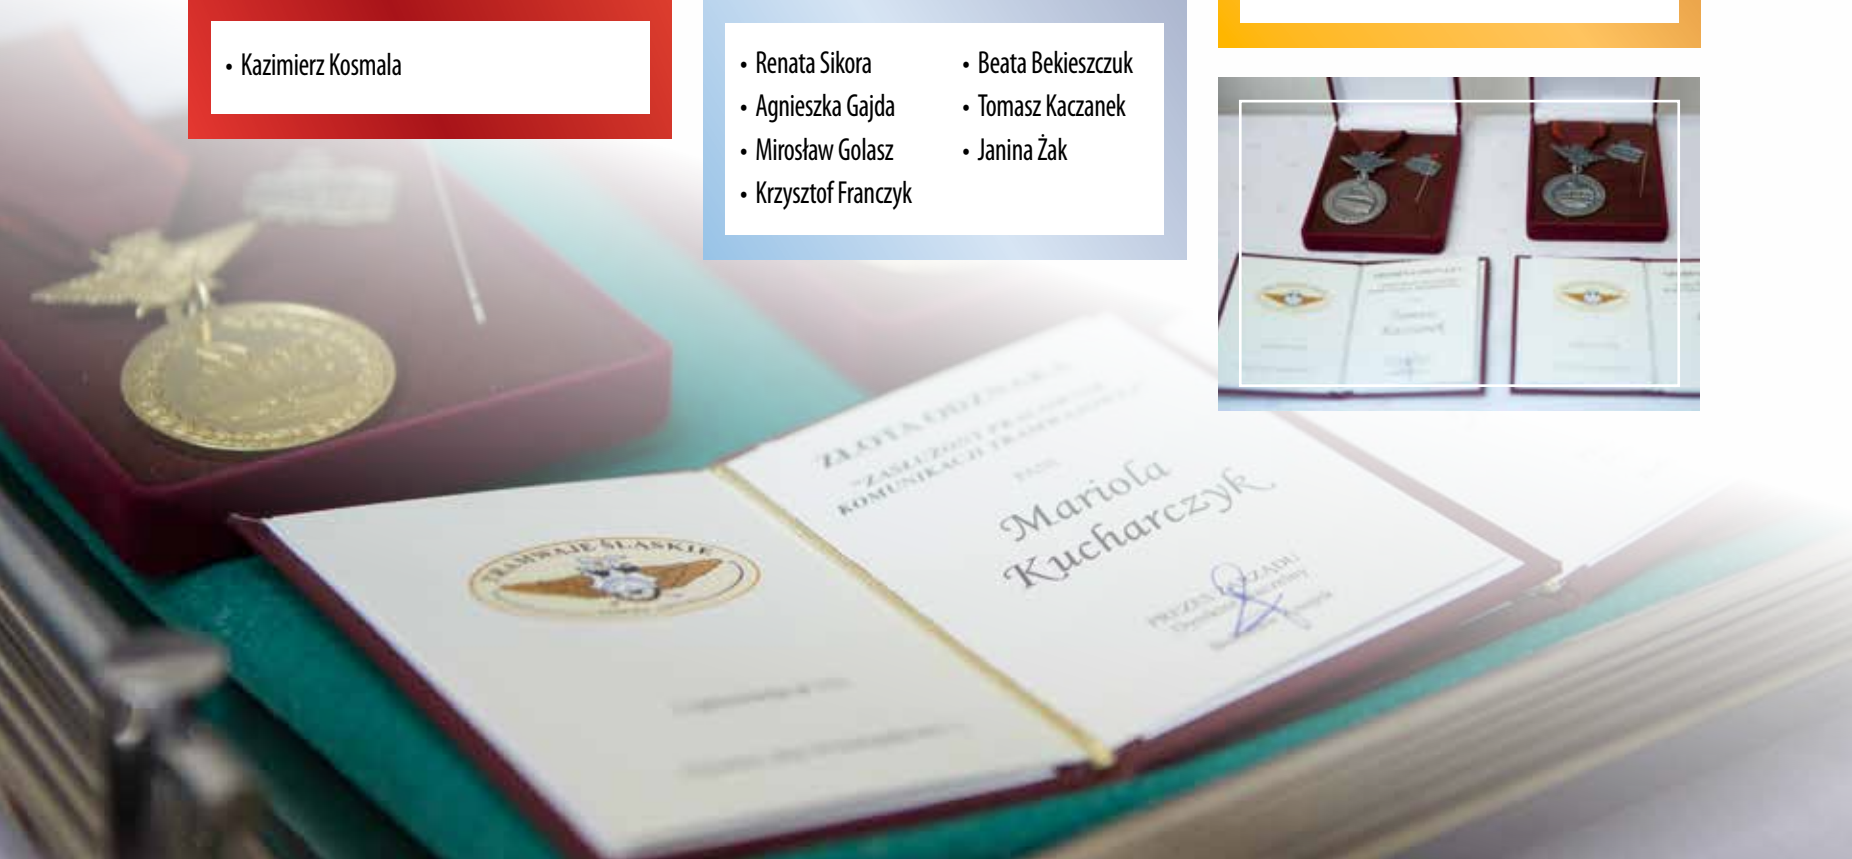 • Kazimierz Kosmala
• Renata Sikora
• Agnieszka Gajda
• Mirosław Golasz
• Krzysztof Franczyk
• Beata Bekieszczuk
• Tomasz Kaczanek
• Janina Żak
TRAMWAJE ŚLĄSKIE
ZŁOTA ODZNAKA
"ZASŁUŻONY PRACOWNIK
KOMUNIKACJI TRAMWAJOWEJ"
PANI
Mariola
Kucharczyk
PREZES ZARZĄDU